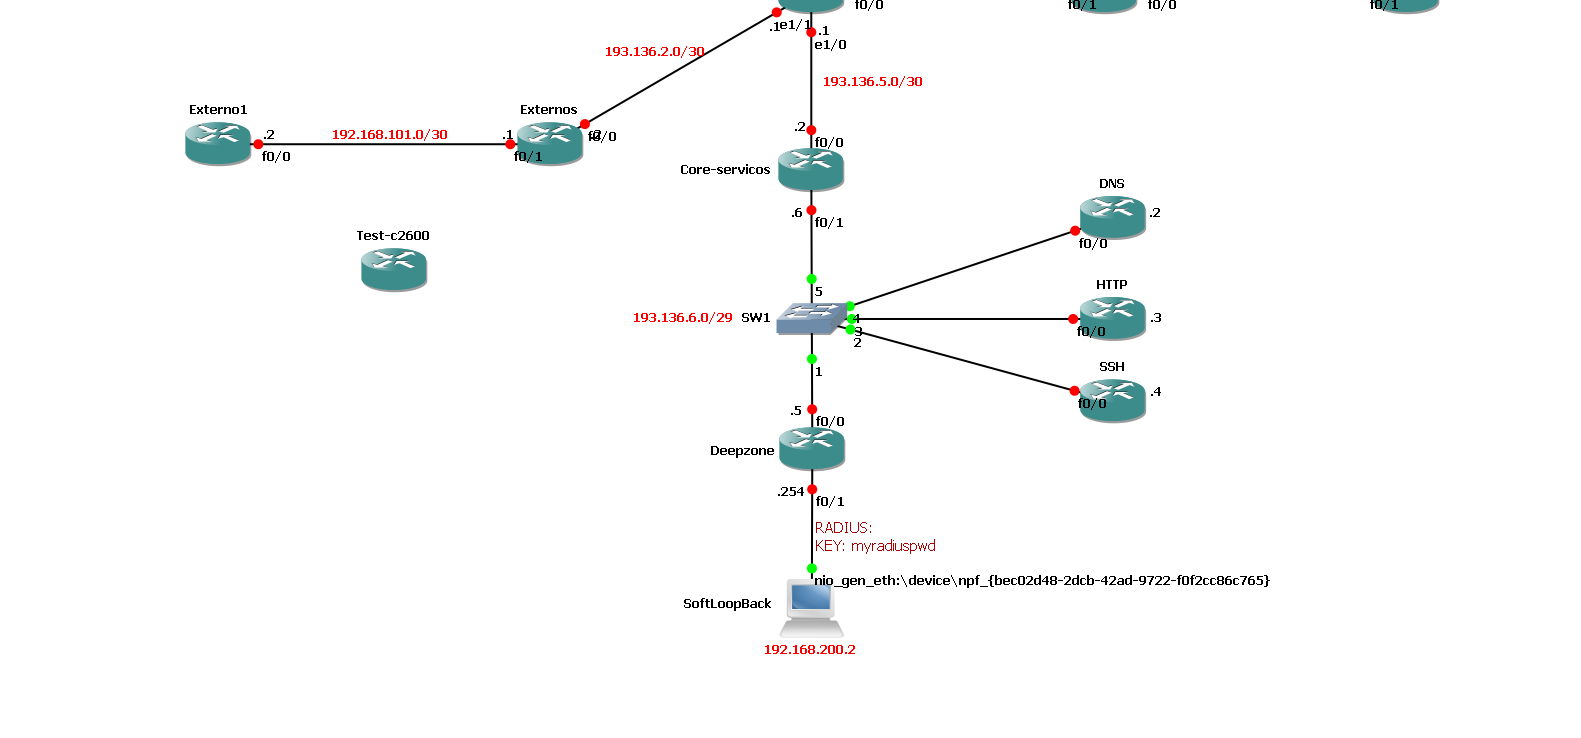 f0/0
f0/1
f0/0
f0/1
.1
e1/1
.1
e1/0
193.136.2.0/30
193.136.5.0/30
Externo1
Externos
.2
192.168.101.0/30
.1
.2
f0/0
f0/0
f0/1
.2
f0/0
Core-servicos
DNS
.2
.6
f0/1
f0/0
Test-c2600
HTTP
5
193.136.6.0/29
SW1
4
.3
3
f0/0
2
SSH
1
.4
f0/0
.5
f0/0
Deepzone
.254
f0/1
RADIUS:
KEY: myradiuspwd
nio_gen_eth:\device\npf_{bec02d48-2dcb-42ad-9722-f0f2cc86c765}
SoftLoopBack
192.168.200.2